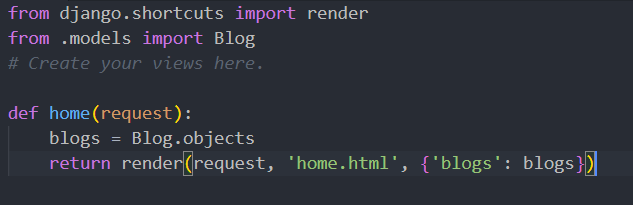 from django.shortcuts import render
from .models import Blog
# Create your views here.
def home(request):
    blogs = Blog.objects
    return render(request, 'home.html', {'blogs': blogs})